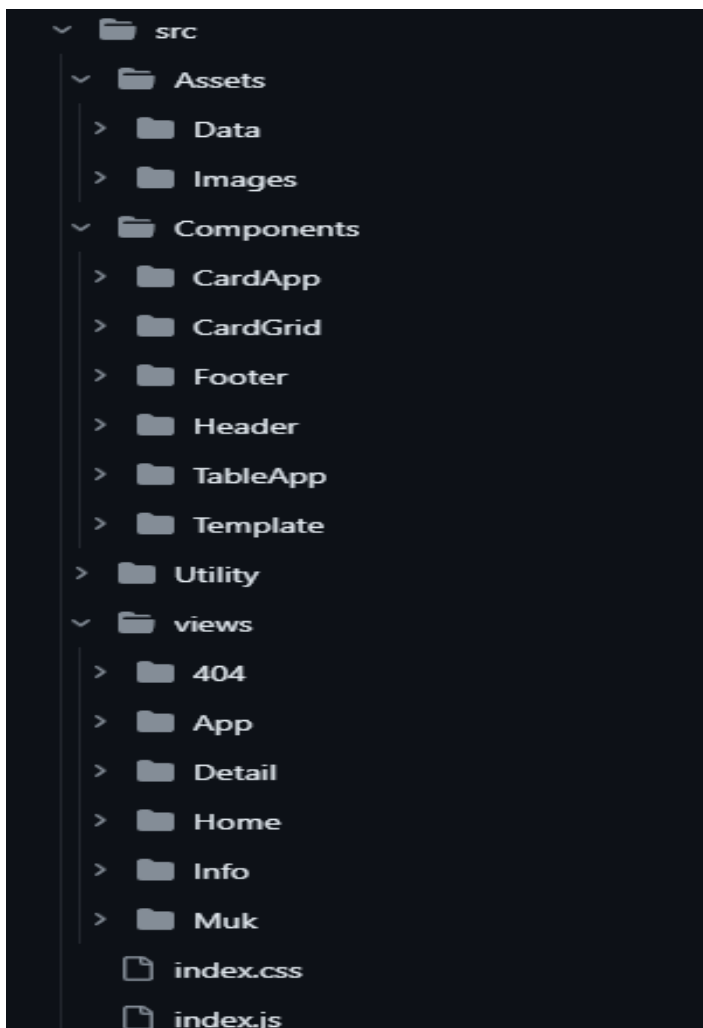 src
Assets
Data
Images
Components
CardApp
CardGrid
Footer
Header
TableApp
Template
Utility
views
404
App
Detail
Home
Info
Muk
index.css
index.js